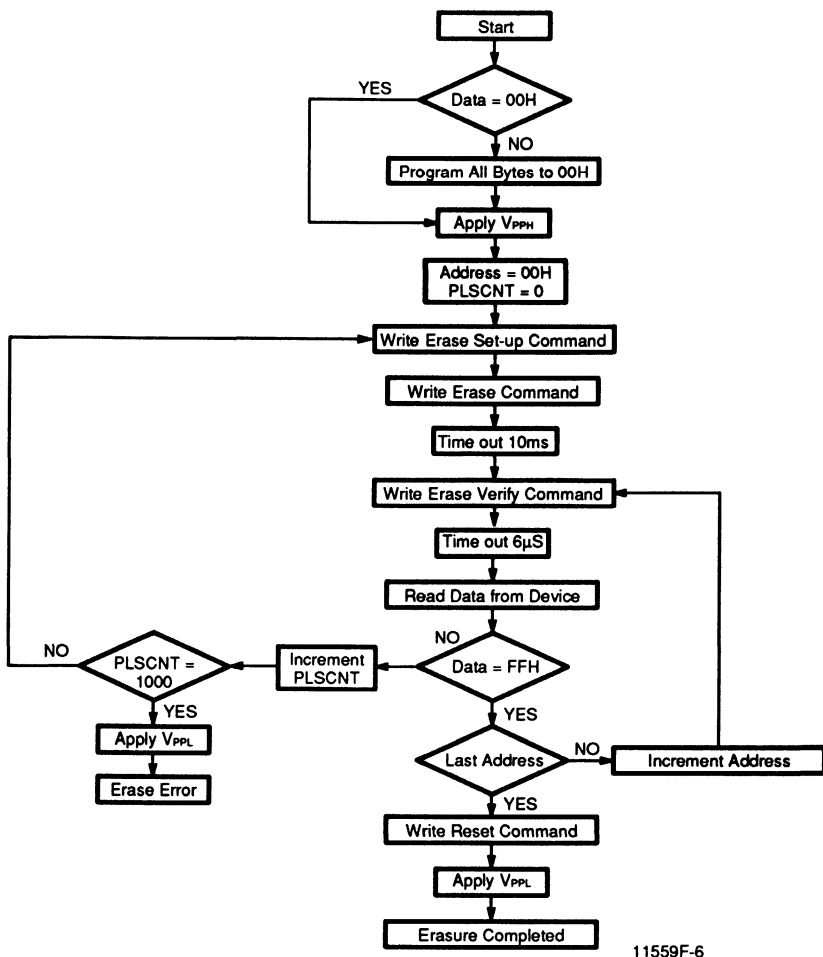 Start
YES
Data = 00H
NO
Program All Bytes to 00H
Apply VPPH
Address = 00H
PLSCNT = 0
Write Erase Set-up Command
Write Erase Command
Time out 10ms
Write Erase Verify Command
Time out 6µS
Read Data from Device
NO
Data = FFH
Increment
PLSCNT
NO
PLSCNT =
1000
YES
Apply VPPL
Erase Error
YES
Last Address
NO
Increment Address
YES
Write Reset Command
Apply VPPL
Erasure Completed
11559F-6